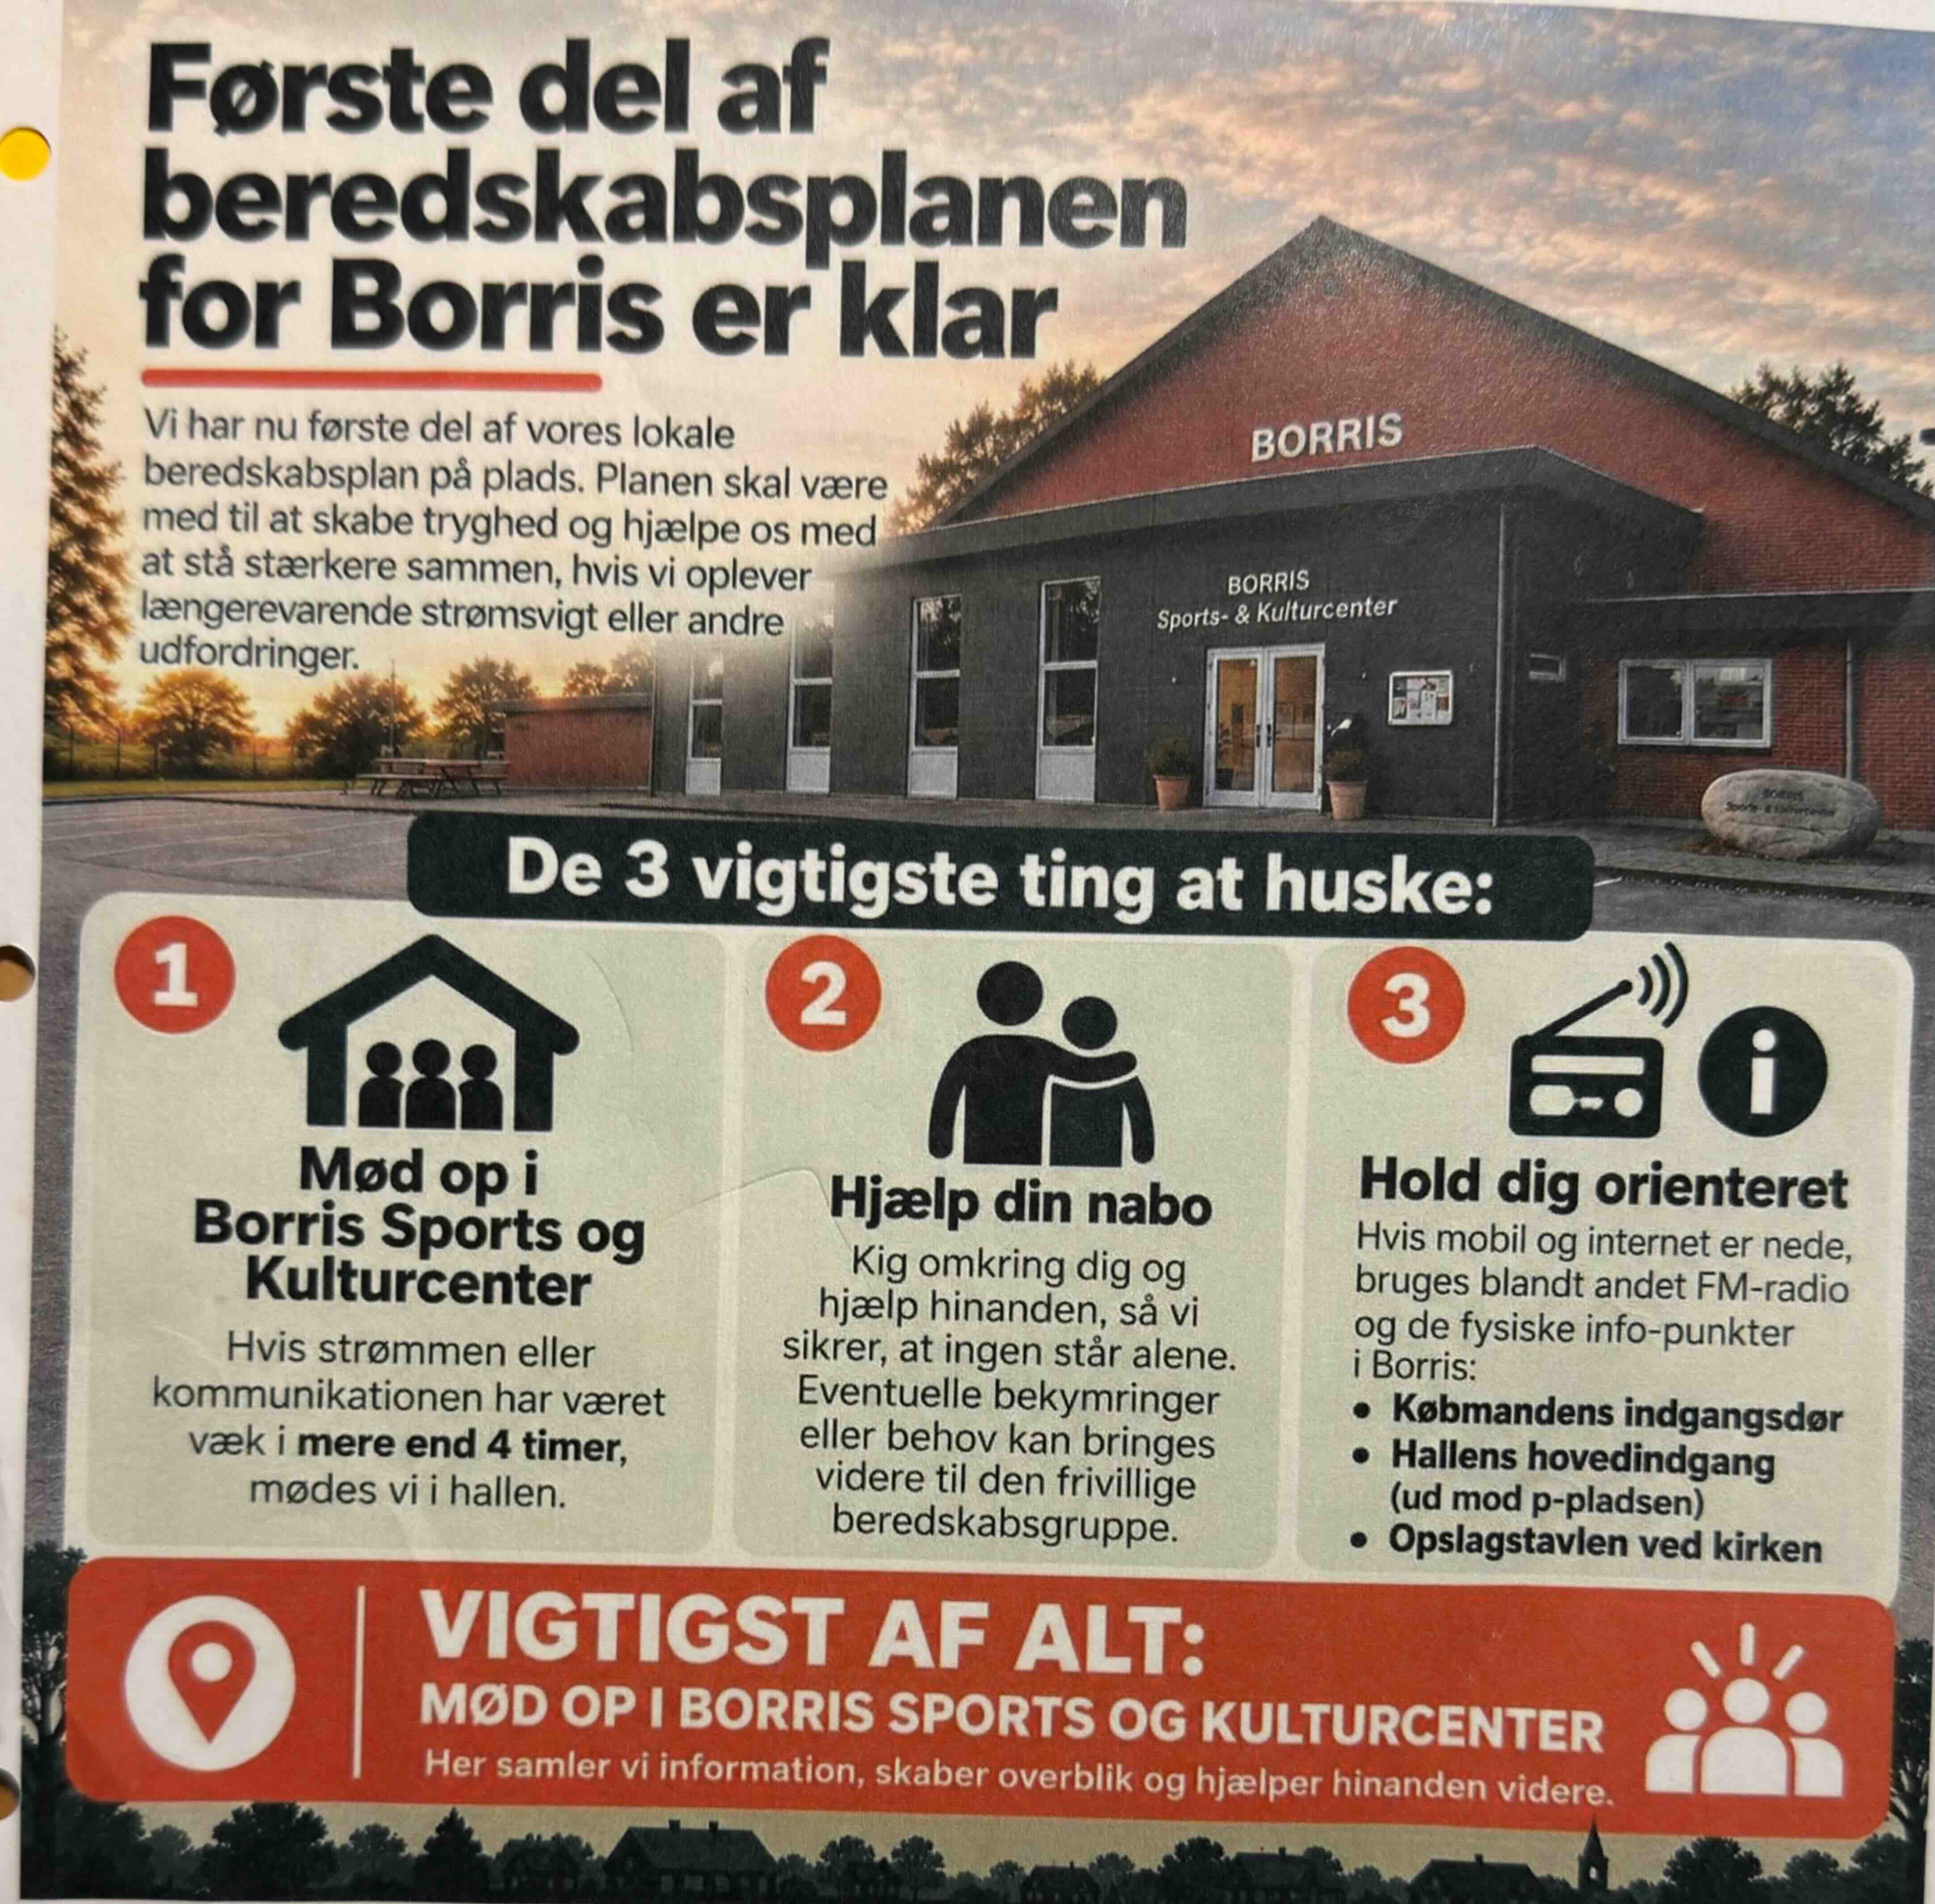 Første del af
beredskabsplanen
for Borris er klar
Vi har nu første del af vores lokale
beredskabsplan på plads. Planen skal være
med til at skabe tryghed og hjælpe os med
at stå stærkere sammen, hvis vi oplever
længerevarende strømsvigt eller andre
udfordringer.
BORRIS
BORRIS
Sports- & Kulturcenter
BORRIS
Sports- & Kulturcenter
De 3 vigtigste ting at huske:
1
Mød op i
Borris Sports og
Kulturcenter
Hvis strømmen eller
kommunikationen har været
væk i mere end 4 timer,
mødes vi i hallen.
2
Hjælp din nabo
Kig omkring dig og
hjælp hinanden, så vi
sikrer, at ingen står alene.
Eventuelle bekymringer
eller behov kan bringes
videre til den frivillige
beredskabsgruppe.
3
i
Hold dig orienteret
Hvis mobil og internet er nede,
bruges blandt andet FM-radio
og de fysiske info-punkter
i Borris:
• Købmandens indgangsdør
• Hallens hovedindgang
(ud mod p-pladsen)
• Opslagstavlen ved kirken
VIGTIGST AF ALT:
MØD OP I BORRIS SPORTS OG KULTURCENTER
Her samler vi information, skaber overblik og hjælper hinanden videre.